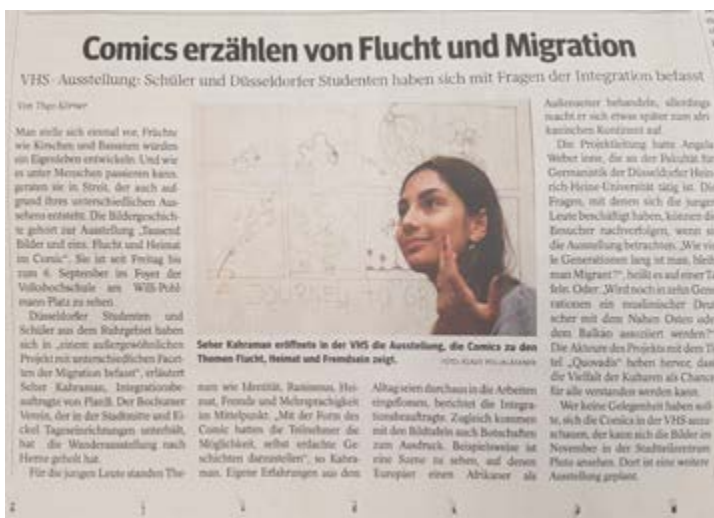 Comics erzählen von Flucht und Migration
VHS-Ausstellung: Schüler und Düsseldorfer Studenten haben sich mit Fragen der Integration befasst
Man stelle sich einmal vor, Früchte
wie Kirschen und Bananen würden
ein Eigenleben entwickeln. Und wie
es unter Menschen passieren kann,
geraten sie in Streit, der auch auf-
grund ihres unterschiedlichen Aus-
sehens entsteht. Die Bildergeschich-
te gehört zur Ausstellung „Tausend
Bilder und eins. Flucht und Heimat
im Comic“. Sie ist seit Freitag bis
zum 6. September im Foyer der
Volkshochschule am Willi-Pohl-
mann-Platz zu sehen.
Düsseldorfer Studenten und
Schüler aus dem Ruhrgebiet haben
sich in „einem außergewöhnlichen
Projekt mit unterschiedlichen Facet-
ten der Migration befasst“, erläutert
Seher Kahraman, Integrationsbe-
auftragte von PlanB. Der Bochumer
Verein, der in der Stadtmitte und Ei-
ckel Tageseinrichtungen unterhält,
hat die Wanderausstellung nach
Herne geholt hat.
Für die jungen Leute standen The-
Seher Kahraman eröffnete in der VHS die Ausstellung, die Comics zu den
Themen Flucht, Heimat und Fremdsein zeigt.
men wie Identität, Rassismus, Hei-
mat, Fremde und Mehrsprachigkeit
im Mittelpunkt. „Mit der Form des
Comic hatten die Teilnehmer die
Möglichkeit, selbst erdachte Ge-
schichten darzustellen“, so Kahra-
man. Eigene Erfahrungen aus dem
Alltag seien durchaus in die Arbeiten
eingeflossen, berichtet die Integra-
tionsbeauftragte. Zugleich kommen
mit den Bildtafeln auch Botschaften
zum Ausdruck. Beispielsweise ist
eine Szene zu sehen, auf denen
Europäer einen Afrikaner als
Außenseiter behandeln, allerdings
macht er sich etwas später zum afri-
kanischen Kontinent auf.
Die Projektleitung hatte Angela
Weber inne, die an der Fakultät für
Germanistik der Düsseldorfer Hein-
rich-Heine-Universität tätig ist. Die
Fragen, mit denen sich die jungen
Leute beschäftigt haben, können die
Besucher nachverfolgen, wenn si
die Ausstellung betrachten. „Wie vie
le Generationen lang ist man, bleib
man Migrant?“, heißt es auf einer Ta
feln. Oder „Wird noch in zehn Gene
rationen ein muslimischer Deut
scher mit dem Nahen Osten ode
dem Balkan assoziiert werden?“
Die Akteure des Projekts mit dem Ti
tel „Quovadis“ heben hervor, dass
die Vielfalt der Kulturen als Chance
für alle verstanden werden kann.
Wer keine Gelegenheit haben soll-
te, sich die Comics in der VHS anzu-
schauen, der kann sich die Bilder im
November in der Stadtteilzentrum
Pluto ansehen. Dort ist eine weitere
Ausstellung geplant.